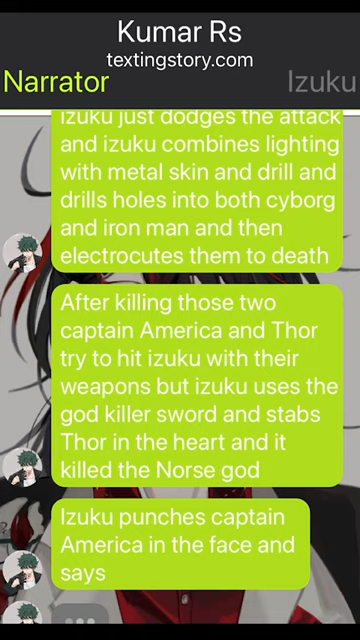 Kumar Rs
textingstory.com
Narrator Izuku
Izuku just dodges the attack
and izuku combines lighting
with metal skin and drill and
drills holes into both cyborg
and iron man and then
electrocutes them to death
After killing those two
captain America and Thor
try to hit izuku with their
weapons but izuku uses the
god killer sword and stabs
Thor in the heart and it
killed the Norse god
Izuku punches captain
America in the face and
says